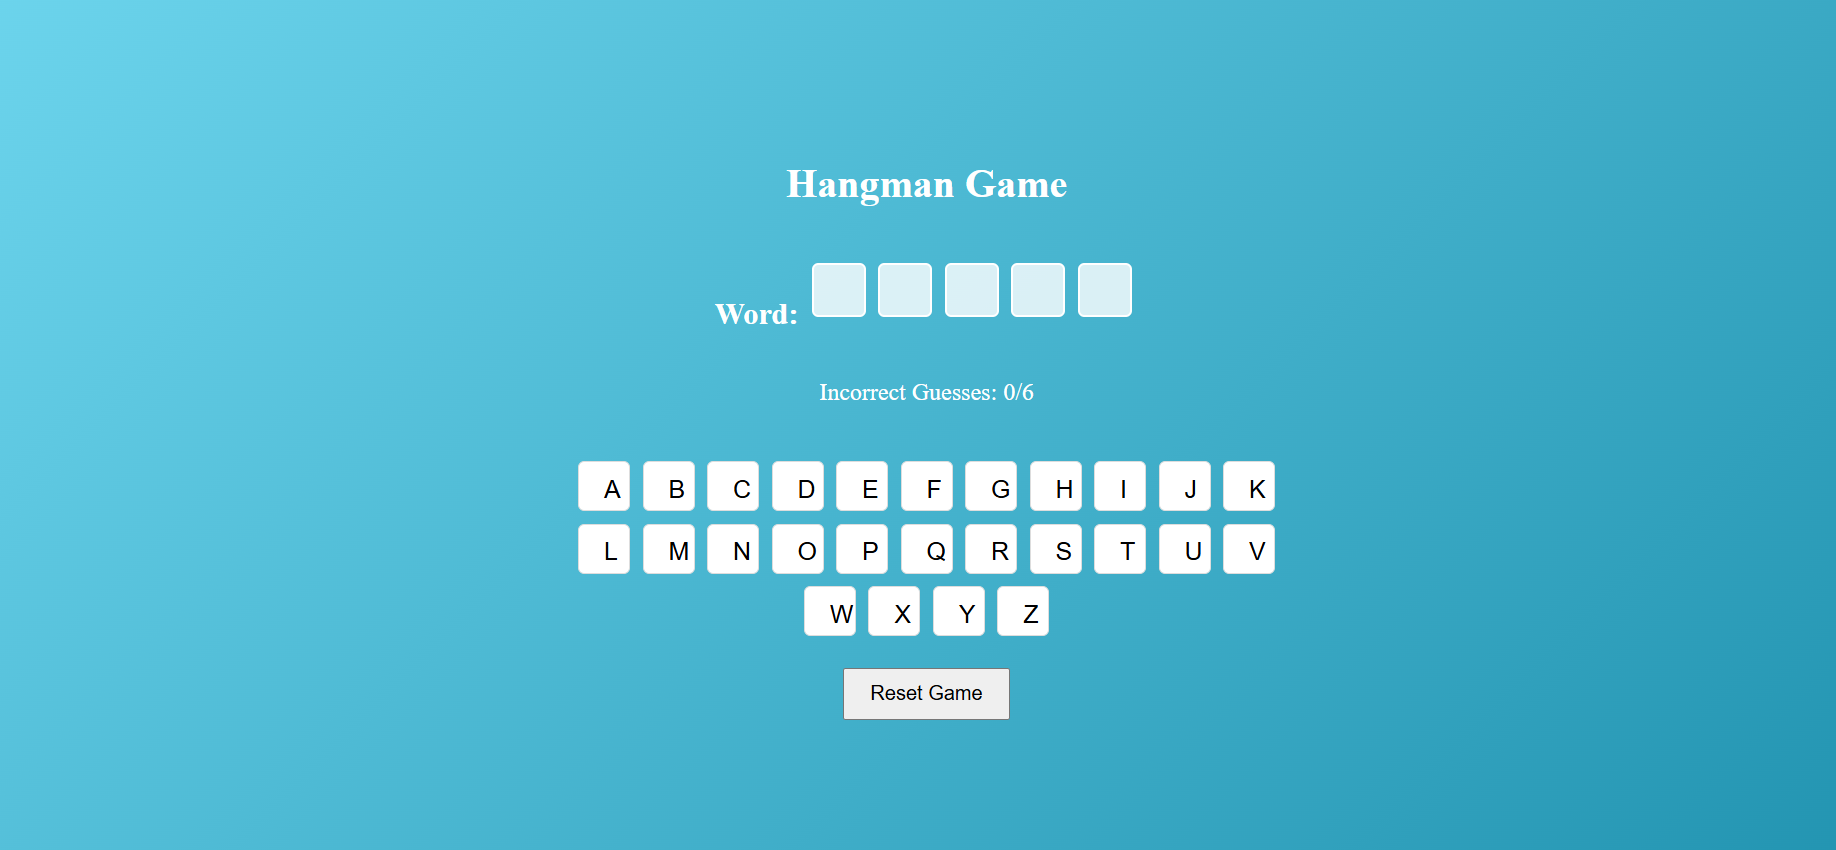 Hangman Game
Word:
Incorrect Guesses: 0/6
A B C D E F G H I J K
L M N O P Q R S T U V
W X Y Z
Reset Game